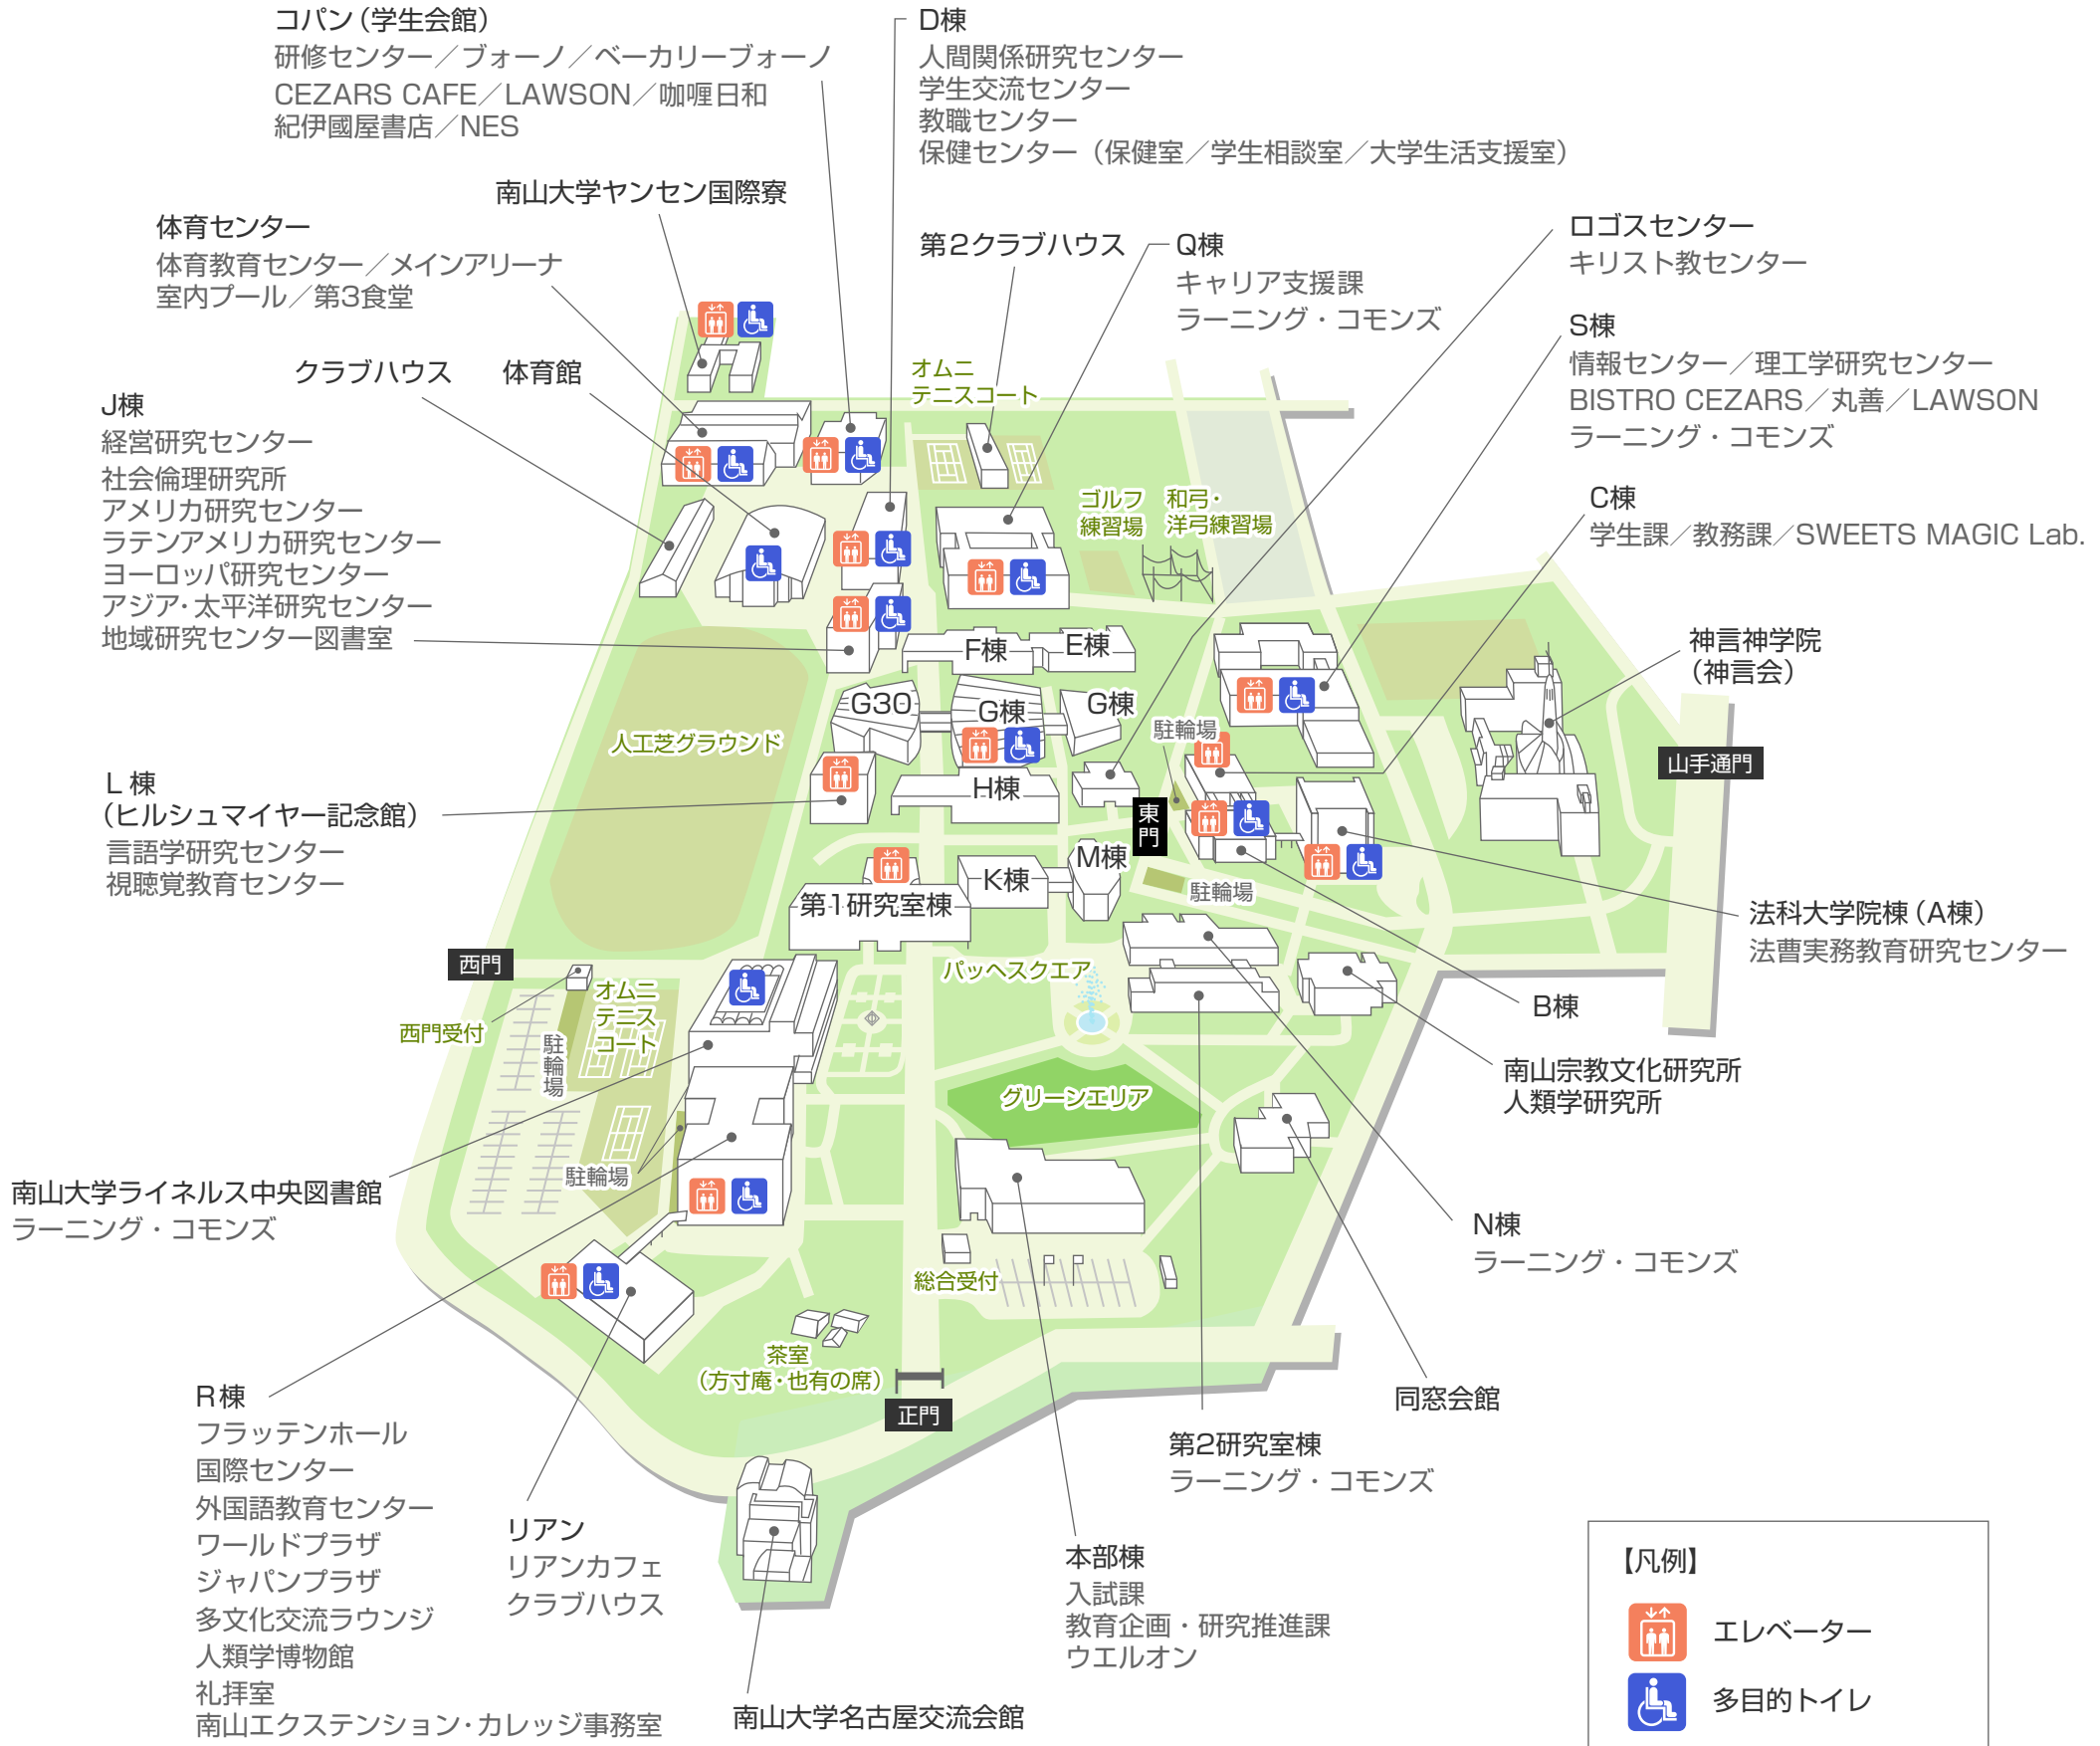 コパン（学生会館）
研修センター／ブォーノ／ベーカリーブォーノ
CEZARS CAFE／LAWSON／咖喱日和
紀伊國屋書店／NES
D棟
人間関係研究センター
学生交流センター
教職センター
保健センター（保健室／学生相談室／大学生活支援室）
南山大学ヤンセン国際寮
体育センター
体育教育センター／メインアリーナ
室内プール／第3食堂
第2クラブハウス
Q棟
キャリア支援課
ラーニング・コモンズ
ロゴスセンター
キリスト教センター
S棟
情報センター／理工学研究センター
BISTRO CEZARS／丸善／LAWSON
ラーニング・コモンズ
クラブハウス
体育館
オムニ
テニスコート
J棟
経営研究センター
社会倫理研究所
アメリカ研究センター
ラテンアメリカ研究センター
ヨーロッパ研究センター
アジア・太平洋研究センター
地域研究センター図書室
ゴルフ
練習場
和弓・
洋弓練習場
C棟
学生課／教務課／SWEETS MAGIC Lab.
F棟
E棟
神言神学院
（神言会）
G30
G棟
G棟
駐輪場
人工芝グラウンド
山手通門
L棟
（ヒルシュマイヤー記念館）
言語学研究センター
視聴覚教育センター
H棟
東門
M棟
K棟
駐輪場
第1研究室棟
法科大学院棟（A棟）
法曹実務教育研究センター
西門
パッヘスクエア
オムニ
テニス
コート
西門受付
駐輪場
B棟
南山宗教文化研究所
人類学研究所
グリーンエリア
駐輪場
南山大学ライネルス中央図書館
ラーニング・コモンズ
N棟
ラーニング・コモンズ
総合受付
茶室
（方寸庵・也有の席）
正門
同窓会館
R棟
フラッテンホール
国際センター
外国語教育センター
ワールドプラザ
ジャパンプラザ
多文化交流ラウンジ
人類学博物館
礼拝室
南山エクステンション・カレッジ事務室
リアン
リアンカフェ
クラブハウス
第2研究室棟
ラーニング・コモンズ
本部棟
入試課
教育企画・研究推進課
ウエルオン
南山大学名古屋交流会館
【凡例】
エレベーター
多目的トイレ